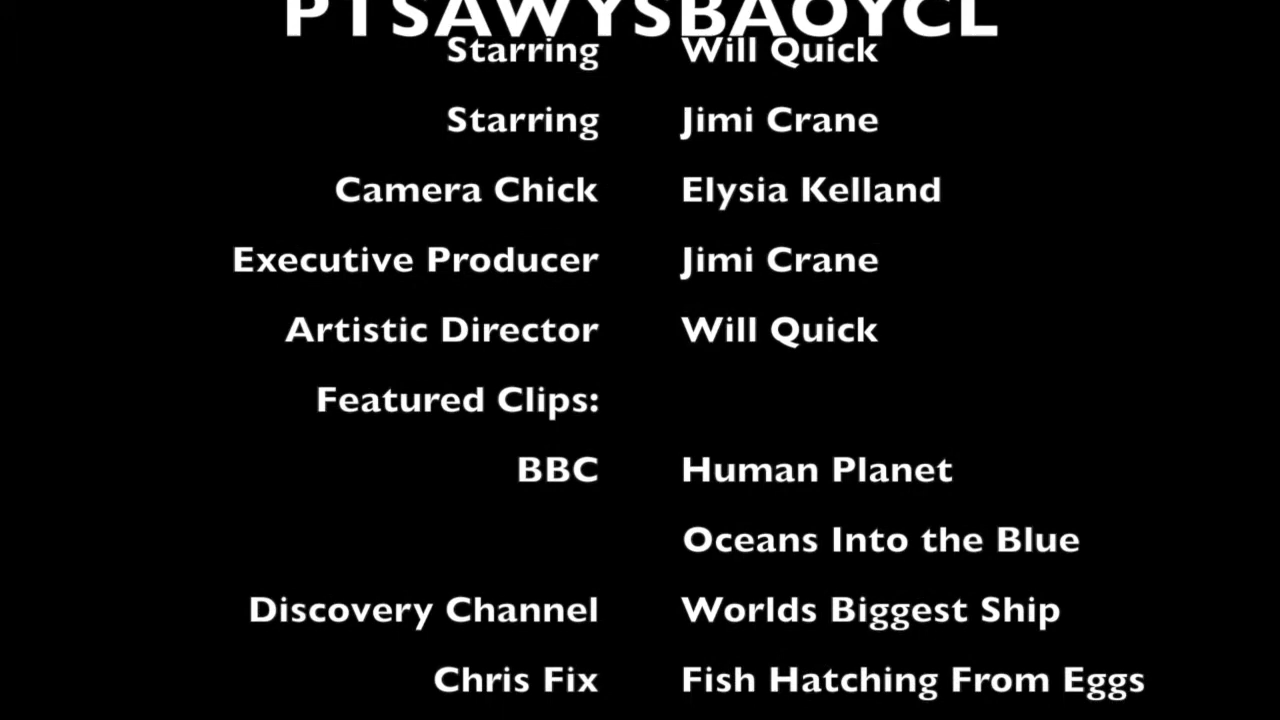 PTSAWYSBAOYCL
Starring Will Quick
Starring Jimi Crane
Camera Chick Elysia Kelland
Executive Producer Jimi Crane
Artistic Director Will Quick
Featured Clips:
BBC Human Planet
Oceans Into the Blue
Discovery Channel Worlds Biggest Ship
Chris Fix Fish Hatching From Eggs